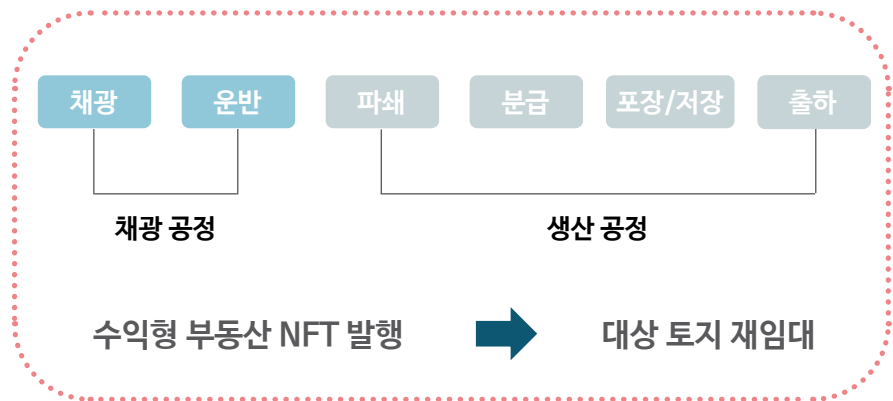 채광 운반 파쇄 분급 포장/저장 출하
채광 공정 생산 공정
수익형 부동산 NFT 발행 대상 토지 재임대